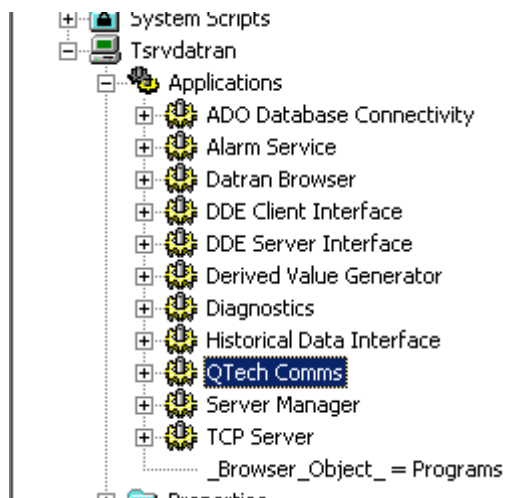 System Scripts
Tsrvdatran
Applications
ADO Database Connectivity
Alarm Service
Datran Browser
DDE Client Interface
DDE Server Interface
Derived Value Generator
Diagnostics
Historical Data Interface
QTech Comms
Server Manager
TCP Server
_Browser_Object_ = Programs
Properties